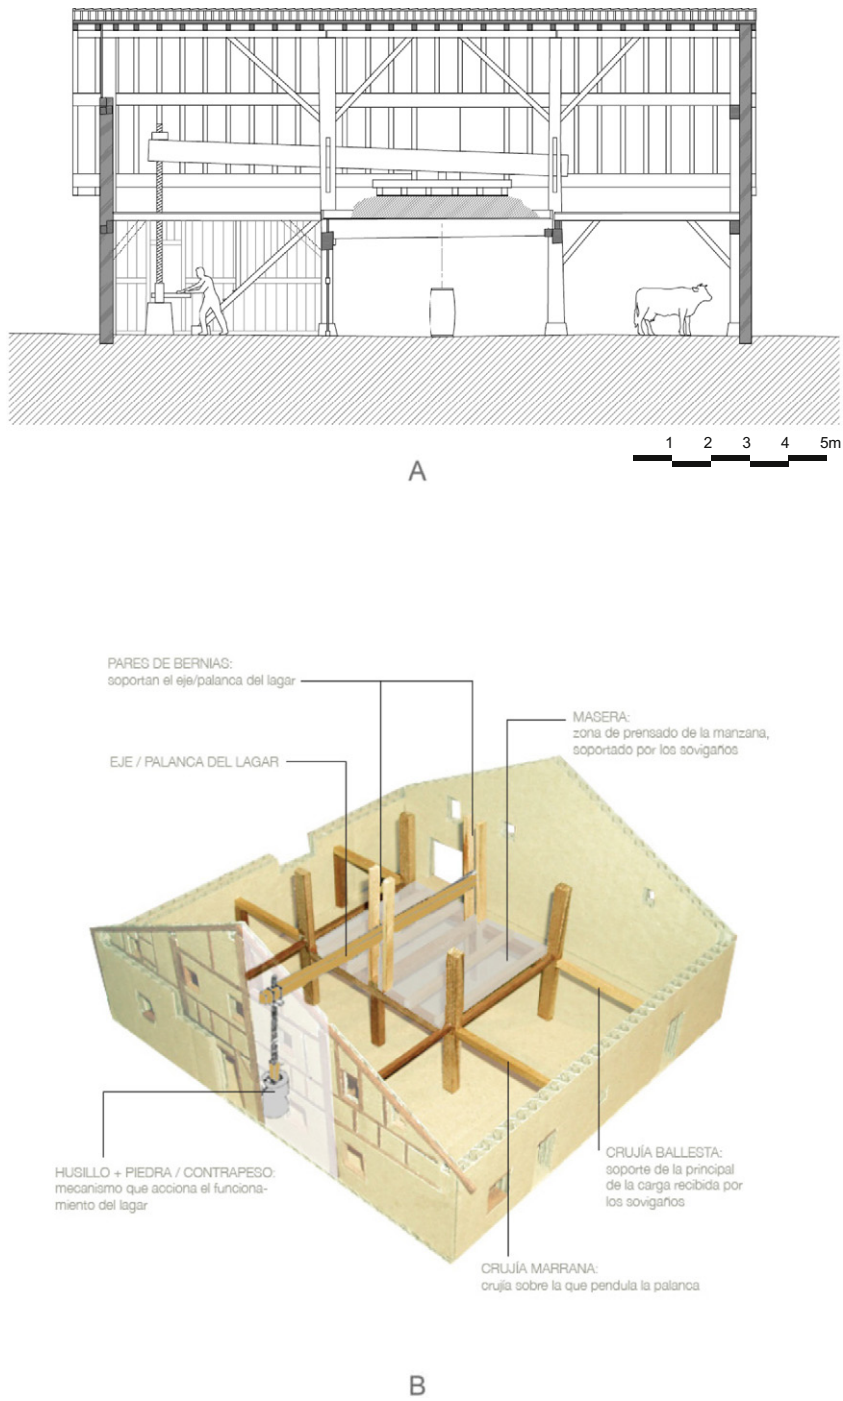 1 2 3 4 5m
A
PARES DE BERNIAS:
soportan el eje/palanca del lagar
MASERA:
zona de prensado de la manzana,
soportado por los sovigaños
EJE / PALANCA DEL LAGAR
HUSILLO + PIEDRA / CONTRAPESO:
mecanismo que acciona el funciona-
miento del lagar
CRUJÍA BALLESTA:
soporte de la principal
de la carga recibida por
los sovigaños
CRUJÍA MARRANA:
crujía sobre la que pendula la palanca
B